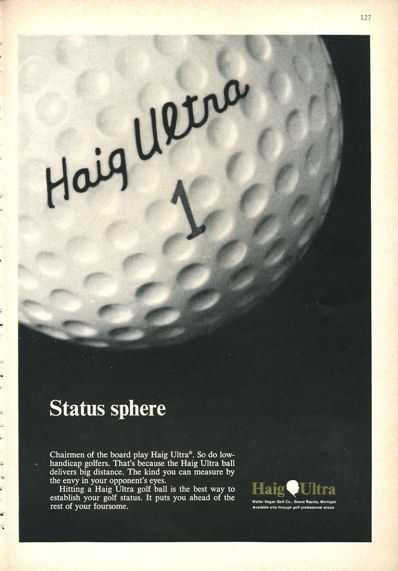 127
Haig Ultra
1
Status sphere
Chairmen of the board play Haig Ultra®. So do low-
handicap golfers. That's because the Haig Ultra ball
delivers big distance. The kind you can measure by
the envy in your opponent's eyes.
Hitting a Haig Ultra golf ball is the best way to
establish your golf status. It puts you ahead of the
rest of your foursome.
Haig Ultra
Walter Hagen Golf Co., Grand Rapids, Michigan
Available only through golf professional shops.